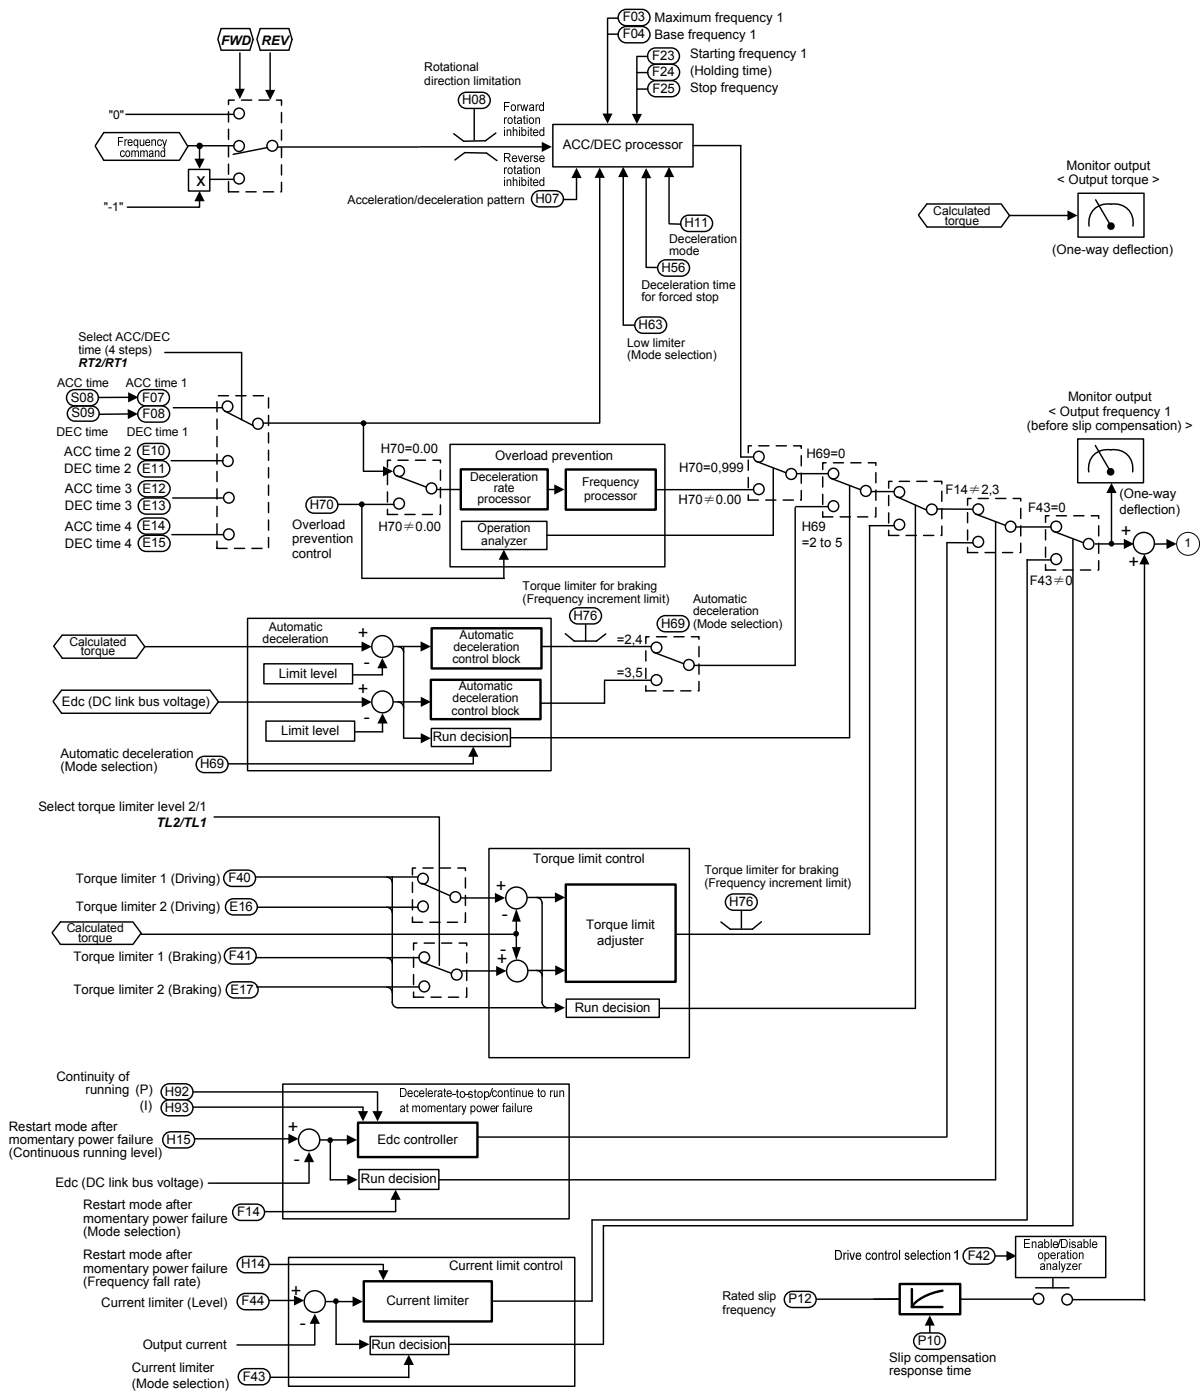 F03 Maximum frequency 1
F04 Base frequency 1
F23 Starting frequency 1
F24 (Holding time)
F25 Stop frequency
FWD REV
Rotational
direction limitation
H08
Forward
rotation
inhibited
"0"
Frequency
command
X
"-1"
ACC/DEC processor
Reverse
rotation
inhibited
Acceleration/deceleration pattern H07
H11
Deceleration
mode
H56
Deceleration time
for forced stop
H63
Low limiter
(Mode selection)
Monitor output
< Output torque >
Calculated
torque
(One-way deflection)
Select ACC/DEC
time (4 steps)
RT2/RT1
ACC time ACC time 1
S08 F07
S09 F08
DEC time DEC time 1
ACC time 2 E10
DEC time 2 E11
ACC time 3 E12
DEC time 3 E13
ACC time 4 E14
DEC time 4 E15
H70=0.00
H70
Overload
prevention
control
H70≠0.00
Overload prevention
Deceleration
rate
processor
Frequency
processor
Operation
analyzer
H70=0,999
H70≠0.00
H69=0
H69
=2 to 5
F14≠2,3
F43=0
F43≠0
Monitor output
< Output frequency 1
(before slip compensation) >
(One-way
deflection)
+
+
1
Torque limiter for braking
(Frequency increment limit)
H76
Automatic
deceleration
(Mode selection)
H69
=2,4
=3,5
Calculated
torque
Automatic
deceleration
+
-
Limit level
Automatic
deceleration
control block
Edc (DC link bus voltage)
+
-
Limit level
Automatic
deceleration
control block
Run decision
Automatic deceleration
(Mode selection) H69
Select torque limiter level 2/1
TL2/TL1
Torque limiter 1 (Driving) F40
Torque limiter 2 (Driving) E16
Calculated
torque
Torque limiter 1 (Braking) F41
Torque limiter 2 (Braking) E17
Torque limit control
+
-
-
+
Torque limit
adjuster
Run decision
Torque limiter for braking
(Frequency increment limit)
H76
Continuity of
running (P) H92
(I) H93
Restart mode after
momentary power failure
(Continuous running level)
H15
Edc (DC link bus voltage)
Restart mode after
momentary power failure
(Mode selection)
F14
Decelerate-to-stop/continue to run
at momentary power failure
+
-
Edc controller
Run decision
Restart mode after
momentary power failure
(Frequency fall rate)
H14
Current limiter (Level) F44
Output current
Current limiter
(Mode selection) F43
Current limit control
+
-
Current limiter
Run decision
Drive control selection 1 F42
Enable/Disable
operation
analyzer
Rated slip
frequency
P12
P10
Slip compensation
response time